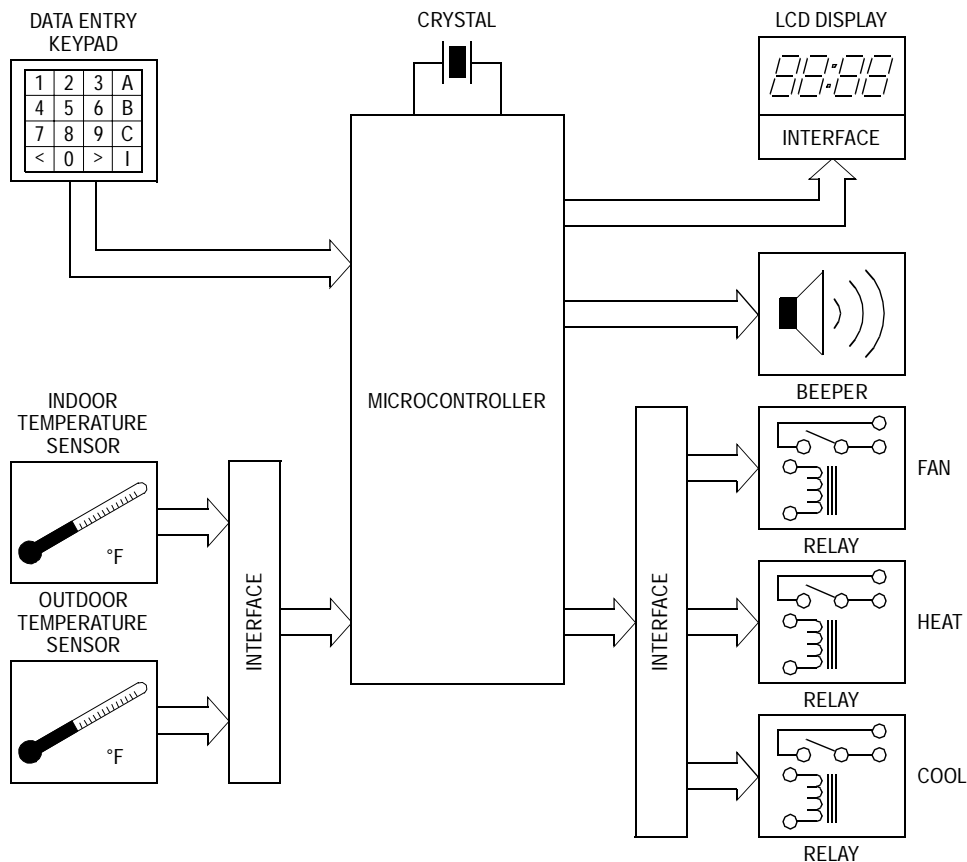 DATA ENTRY
KEYPAD
1 2 3 A
4 5 6 B
7 8 9 C
< 0 > I
CRYSTAL
LCD DISPLAY
88:88
INTERFACE
MICROCONTROLLER
BEEPER
INDOOR
TEMPERATURE
SENSOR
°F
OUTDOOR
TEMPERATURE
SENSOR
°F
INTERFACE
INTERFACE
FAN
RELAY
HEAT
RELAY
COOL
RELAY